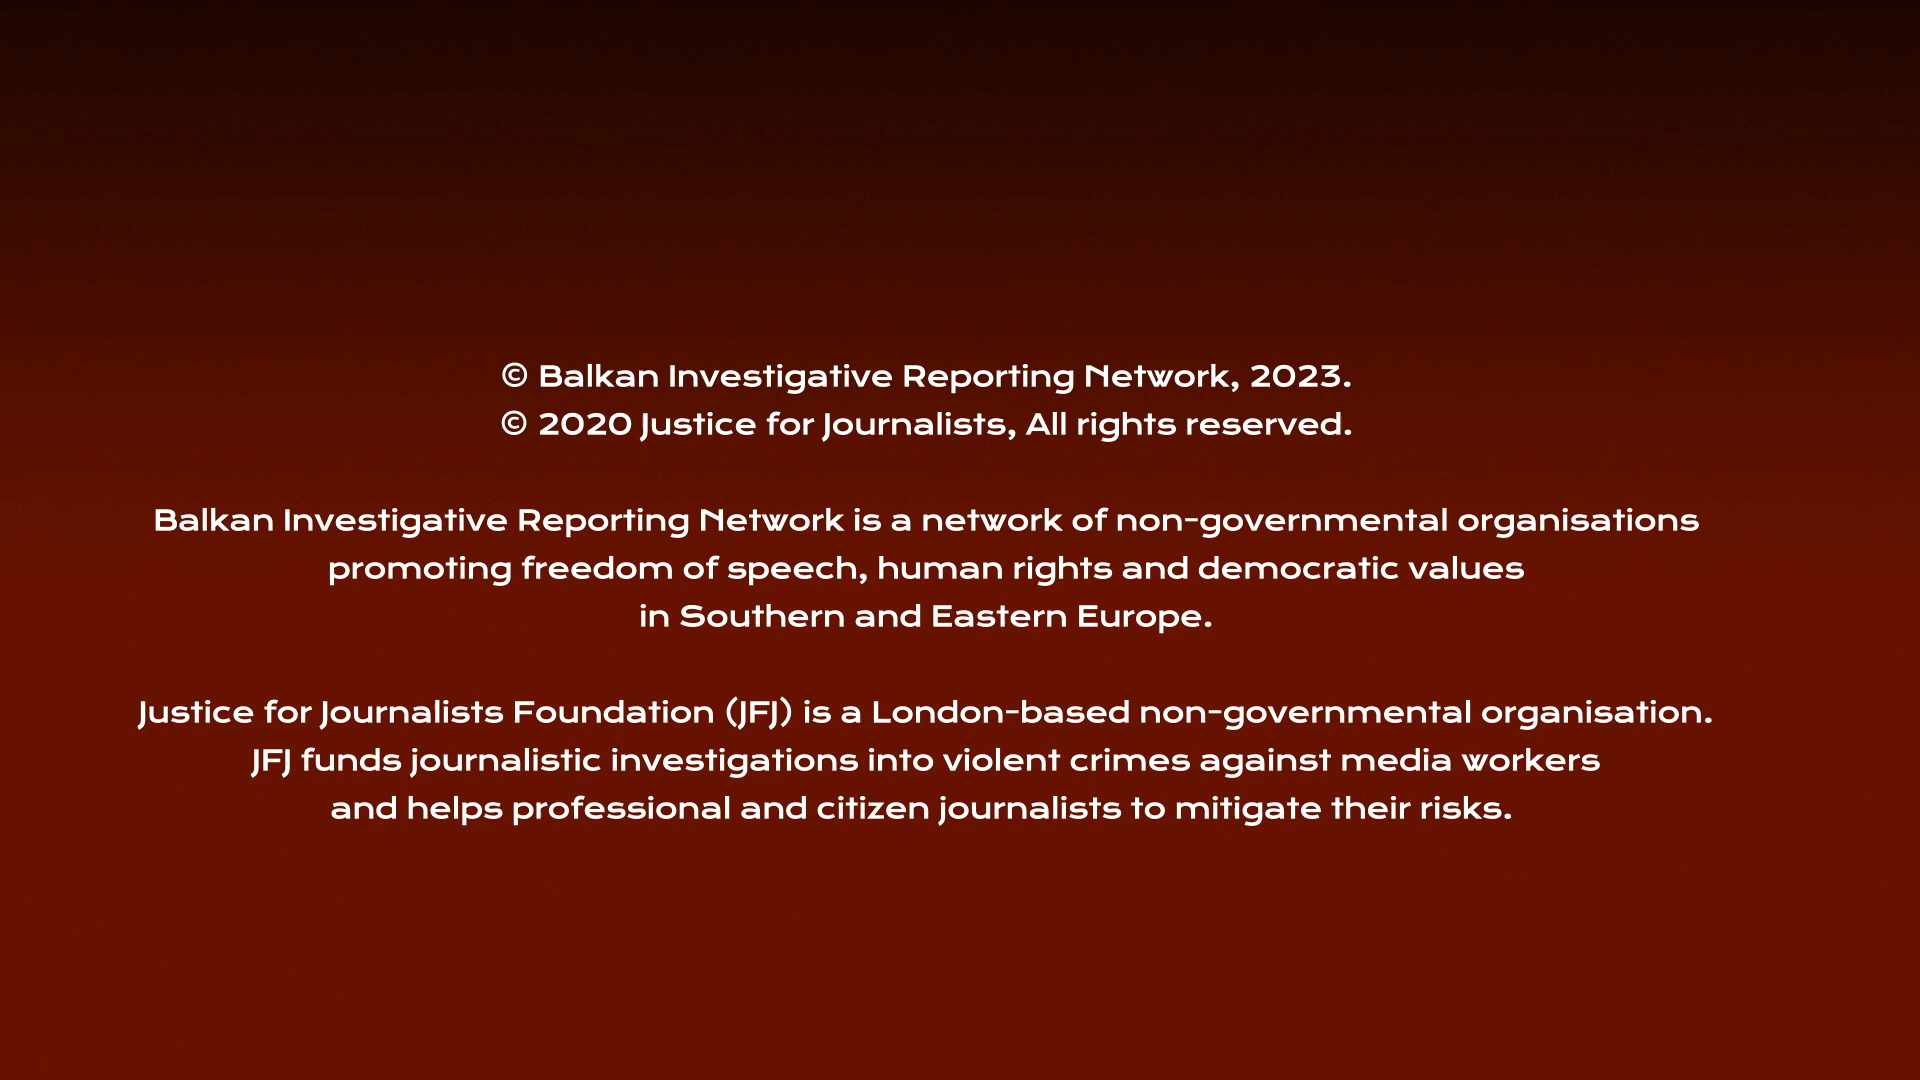 © Balkan Investigative Reporting Network, 2023.
© 2020 Justice for Journalists, All rights reserved.
Balkan Investigative Reporting Network is a network of non-governmental organisations
promoting freedom of speech, human rights and democratic values
in Southern and Eastern Europe.
Justice for Journalists Foundation (JFJ) is a London-based non-governmental organisation.
JFJ funds journalistic investigations into violent crimes against media workers
and helps professional and citizen journalists to mitigate their risks.